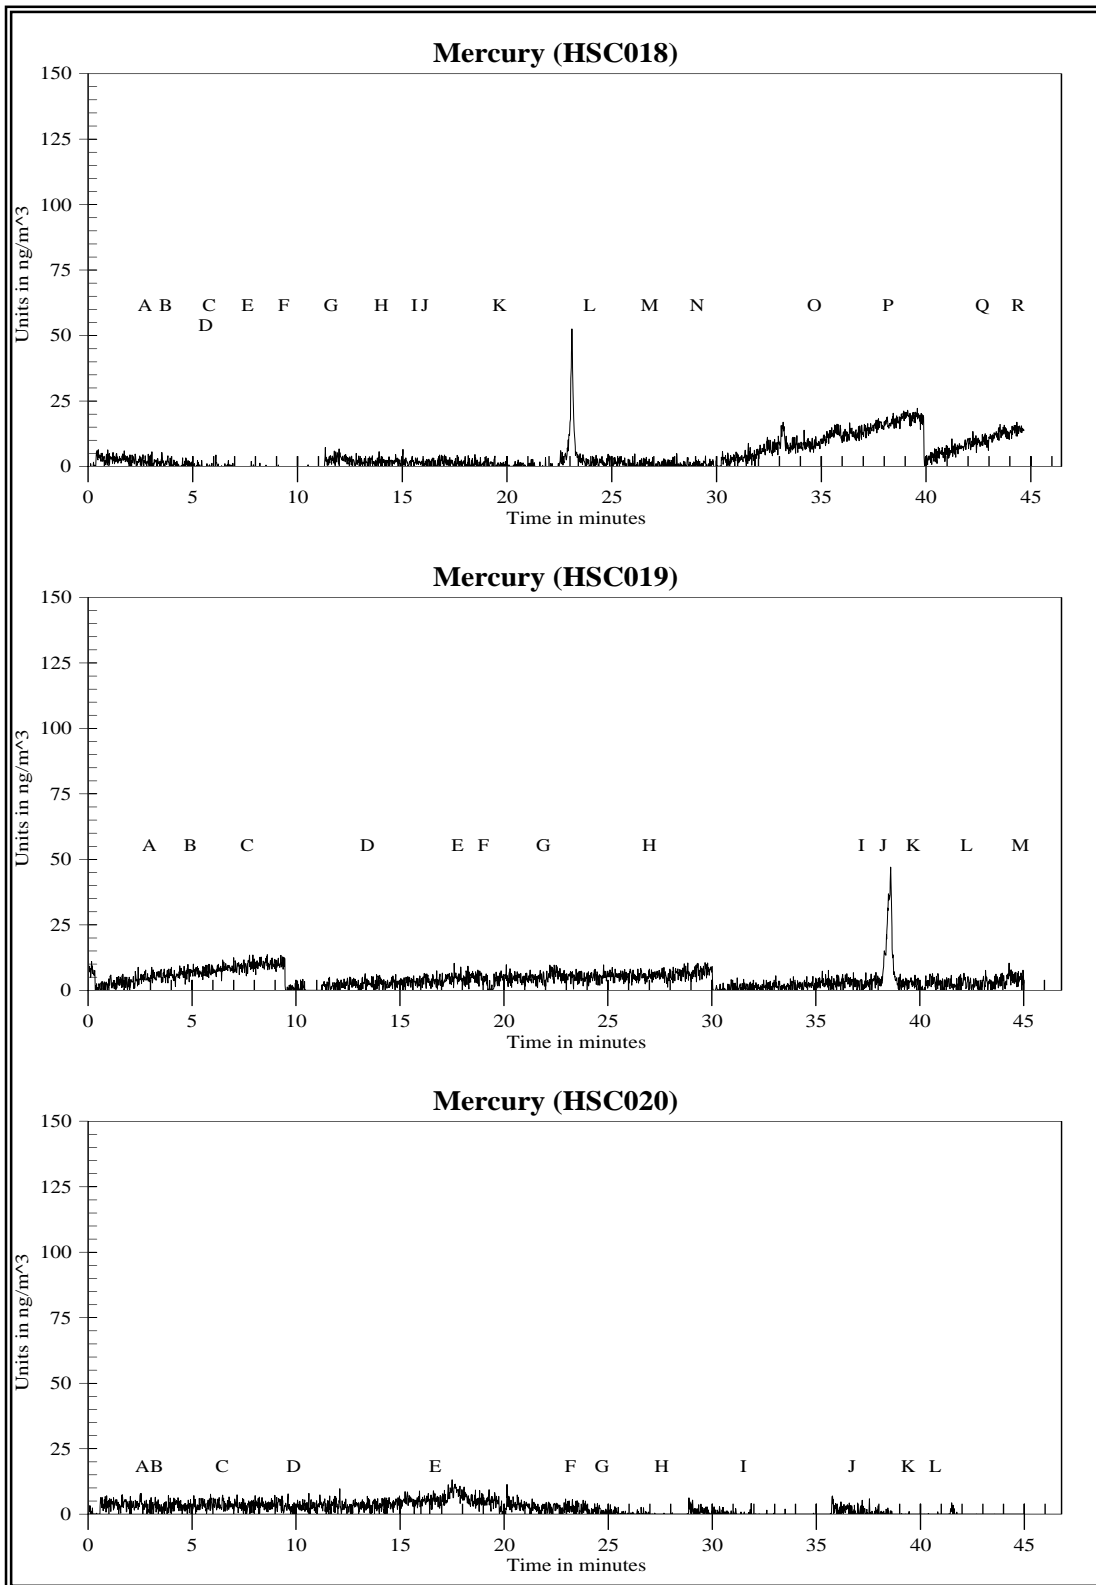 Mercury (HSC018)
150
125
100
75
50
25
0
Units in ng/m^3
A B C E F G H I J K L M N O P Q R
D
0 5 10 15 20 25 30 35 40 45
Time in minutes
Mercury (HSC019)
150
125
100
75
50
25
0
Units in ng/m^3
A B C D E F G H I J K L M
0 5 10 15 20 25 30 35 40 45
Time in minutes
Mercury (HSC020)
150
125
100
75
50
25
0
Units in ng/m^3
AB C D E F G H I J K L
0 5 10 15 20 25 30 35 40 45
Time in minutes